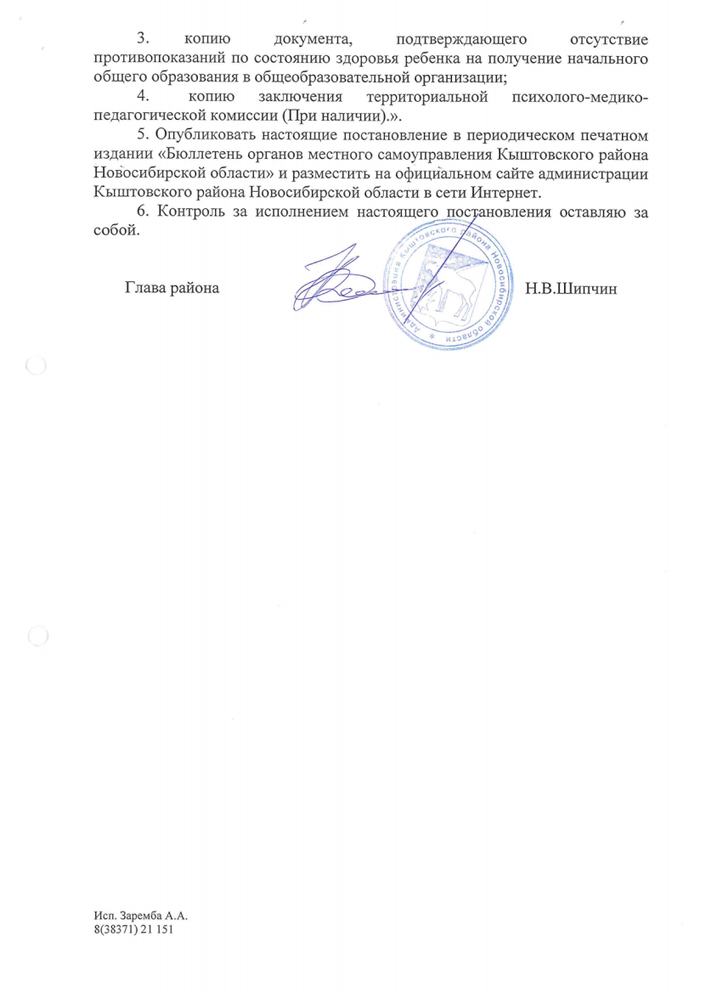 3. копию документа, подтверждающего отсутствие
противопоказаний по состоянию здоровья ребенка на получение начального
общего образования в общеобразовательной организации;
4. копию заключения территориальной психолого-медико-
педагогической комиссии (При наличии).».
5. Опубликовать настоящие постановление в периодическом печатном
издании «Бюллетень органов местного самоуправления Кыштовского района
Новосибирской области» и разместить на официальном сайте администрации
Кыштовского района Новосибирской области в сети Интернет.
6. Контроль за исполнением настоящего постановления оставляю за
собой.
Глава района
Администрация Кыштовского района Новосибирской области *
Н.В.Шипчин
Исп. Заремба А.А.
8(38371) 21 151